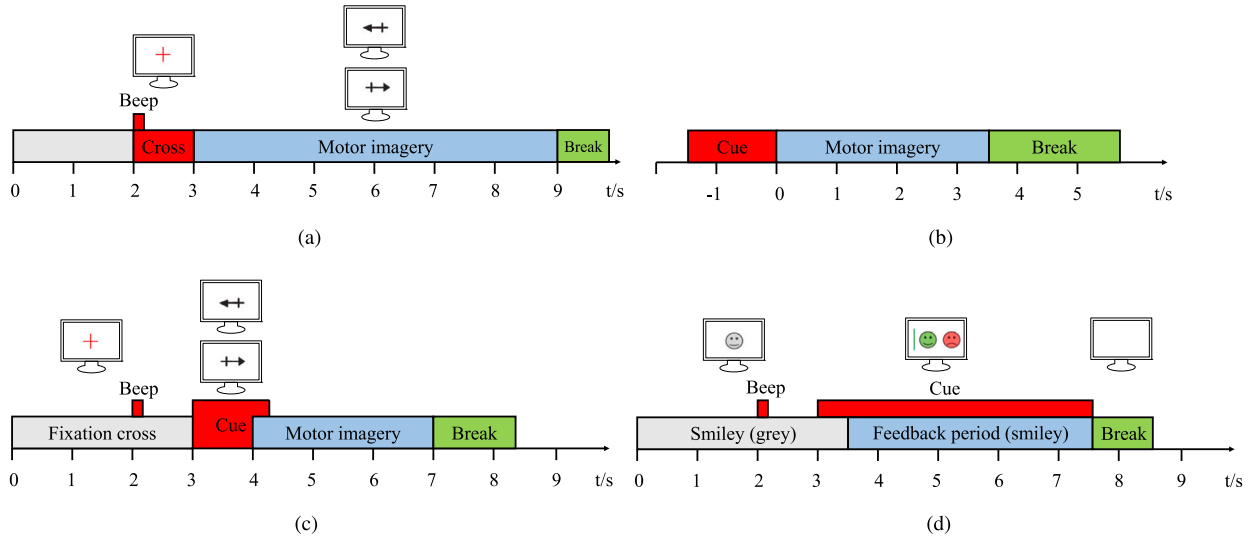 Beep
Cross Motor imagery Break
0 1 2 3 4 5 6 7 8 9 t/s
(a)
Cue Motor imagery Break
-1 0 1 2 3 4 5 t/s
(b)
Beep
Cue
Fixation cross Motor imagery Break
0 1 2 3 4 5 6 7 8 9 t/s
(c)
Beep Cue
Smiley (grey) Feedback period (smiley) Break
0 1 2 3 4 5 6 7 8 9 t/s
(d)